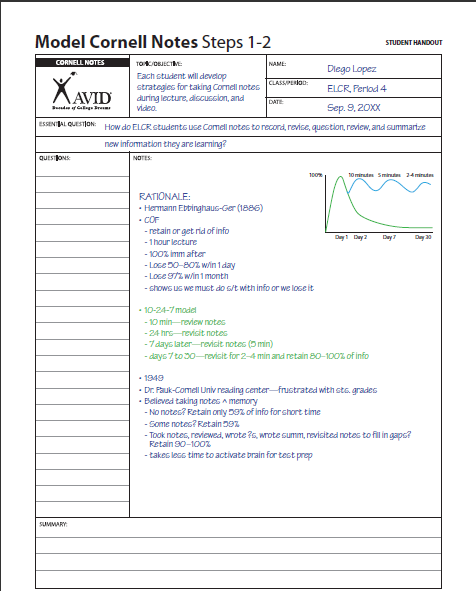 Model Cornell Notes Steps 1-2
STUDENT HANDOUT
CORNELL NOTES
AVID
Decades of College Dreams
TOPIC/OBJECTIVE:
Each student will develop
strategies for taking Cornell notes
during lecture, discussion, and
video.
NAME:
Diego Lopez
CLASS/PERIOD:
ELCR, Period 4
DATE:
Sep. 9, 20XX
ESSENTIAL QUESTION: How do ELCR students use Cornell notes to record, revise, question, review, and summarize
new information they are learning?
QUESTIONS:
NOTES:
100%
10 minutes 5 minutes 2-4 minutes
Day 1 Day 2 Day 7 Day 30
RATIONALE:
• Hermann Ebbinghaus-Ger (1886)
• COF
- retain or get rid of info
- 1 hour lecture
- 100% imm after
- Lose 50-80% w/in 1 day
- Lose 97% w/in 1 month
- shows us we must do s/t with info or we lose it
• 10-24-7 model
- 10 min—review notes
- 24 hrs—revisit notes
- 7 days later—revisit notes (5 min)
- days 7 to 30—revisit for 2-4 min and retain 80-100% of info
• 1949
• Dr. Pauk-Cornell Univ reading center—frustrated with sts. grades
• Believed taking notes ^ memory
- No notes? Retain only 59% of info for short time
- Some notes? Retain 59%
- Took notes, reviewed, wrote ?s, wrote summ, revisited notes to fill in gaps?
Retain 90-100%
- takes less time to activate brain for test prep
SUMMARY: